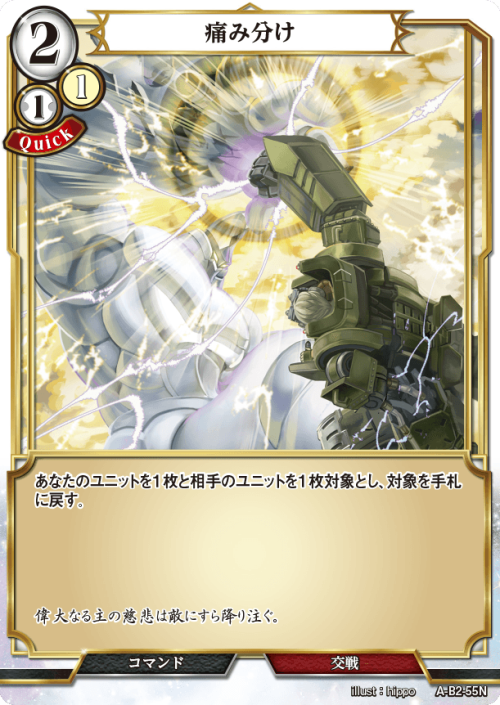 2
痛み分け
1
1
Quick
あなたのユニットを1枚と相手のユニットを1枚対象とし、対象を手札
に戻す。
偉大なる主の慈悲は敵にすら降り注ぐ。
コマンド
交戦
illust：hippo
A-B2-55N